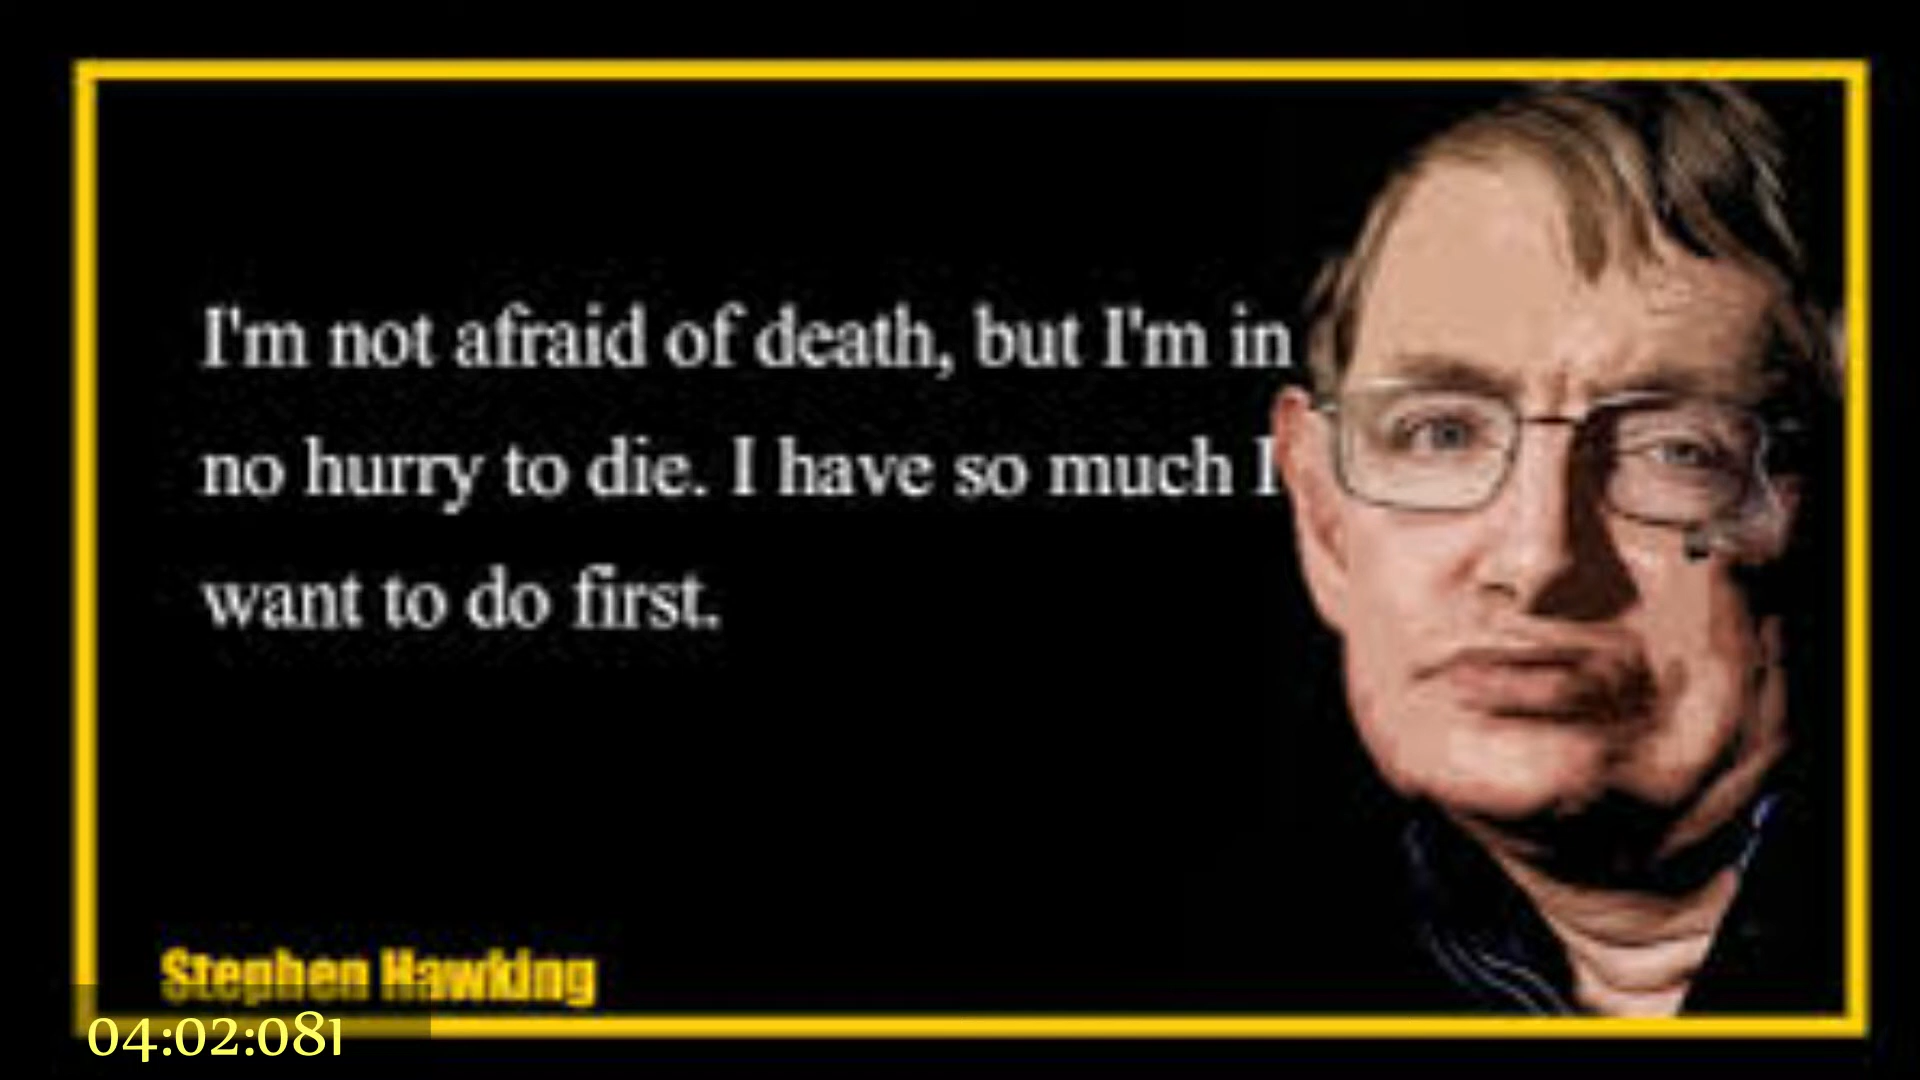 I'm not afraid of death, but I'm in
no hurry to die. I have so much I
want to do first.
Stephen Hawking
04:02:081